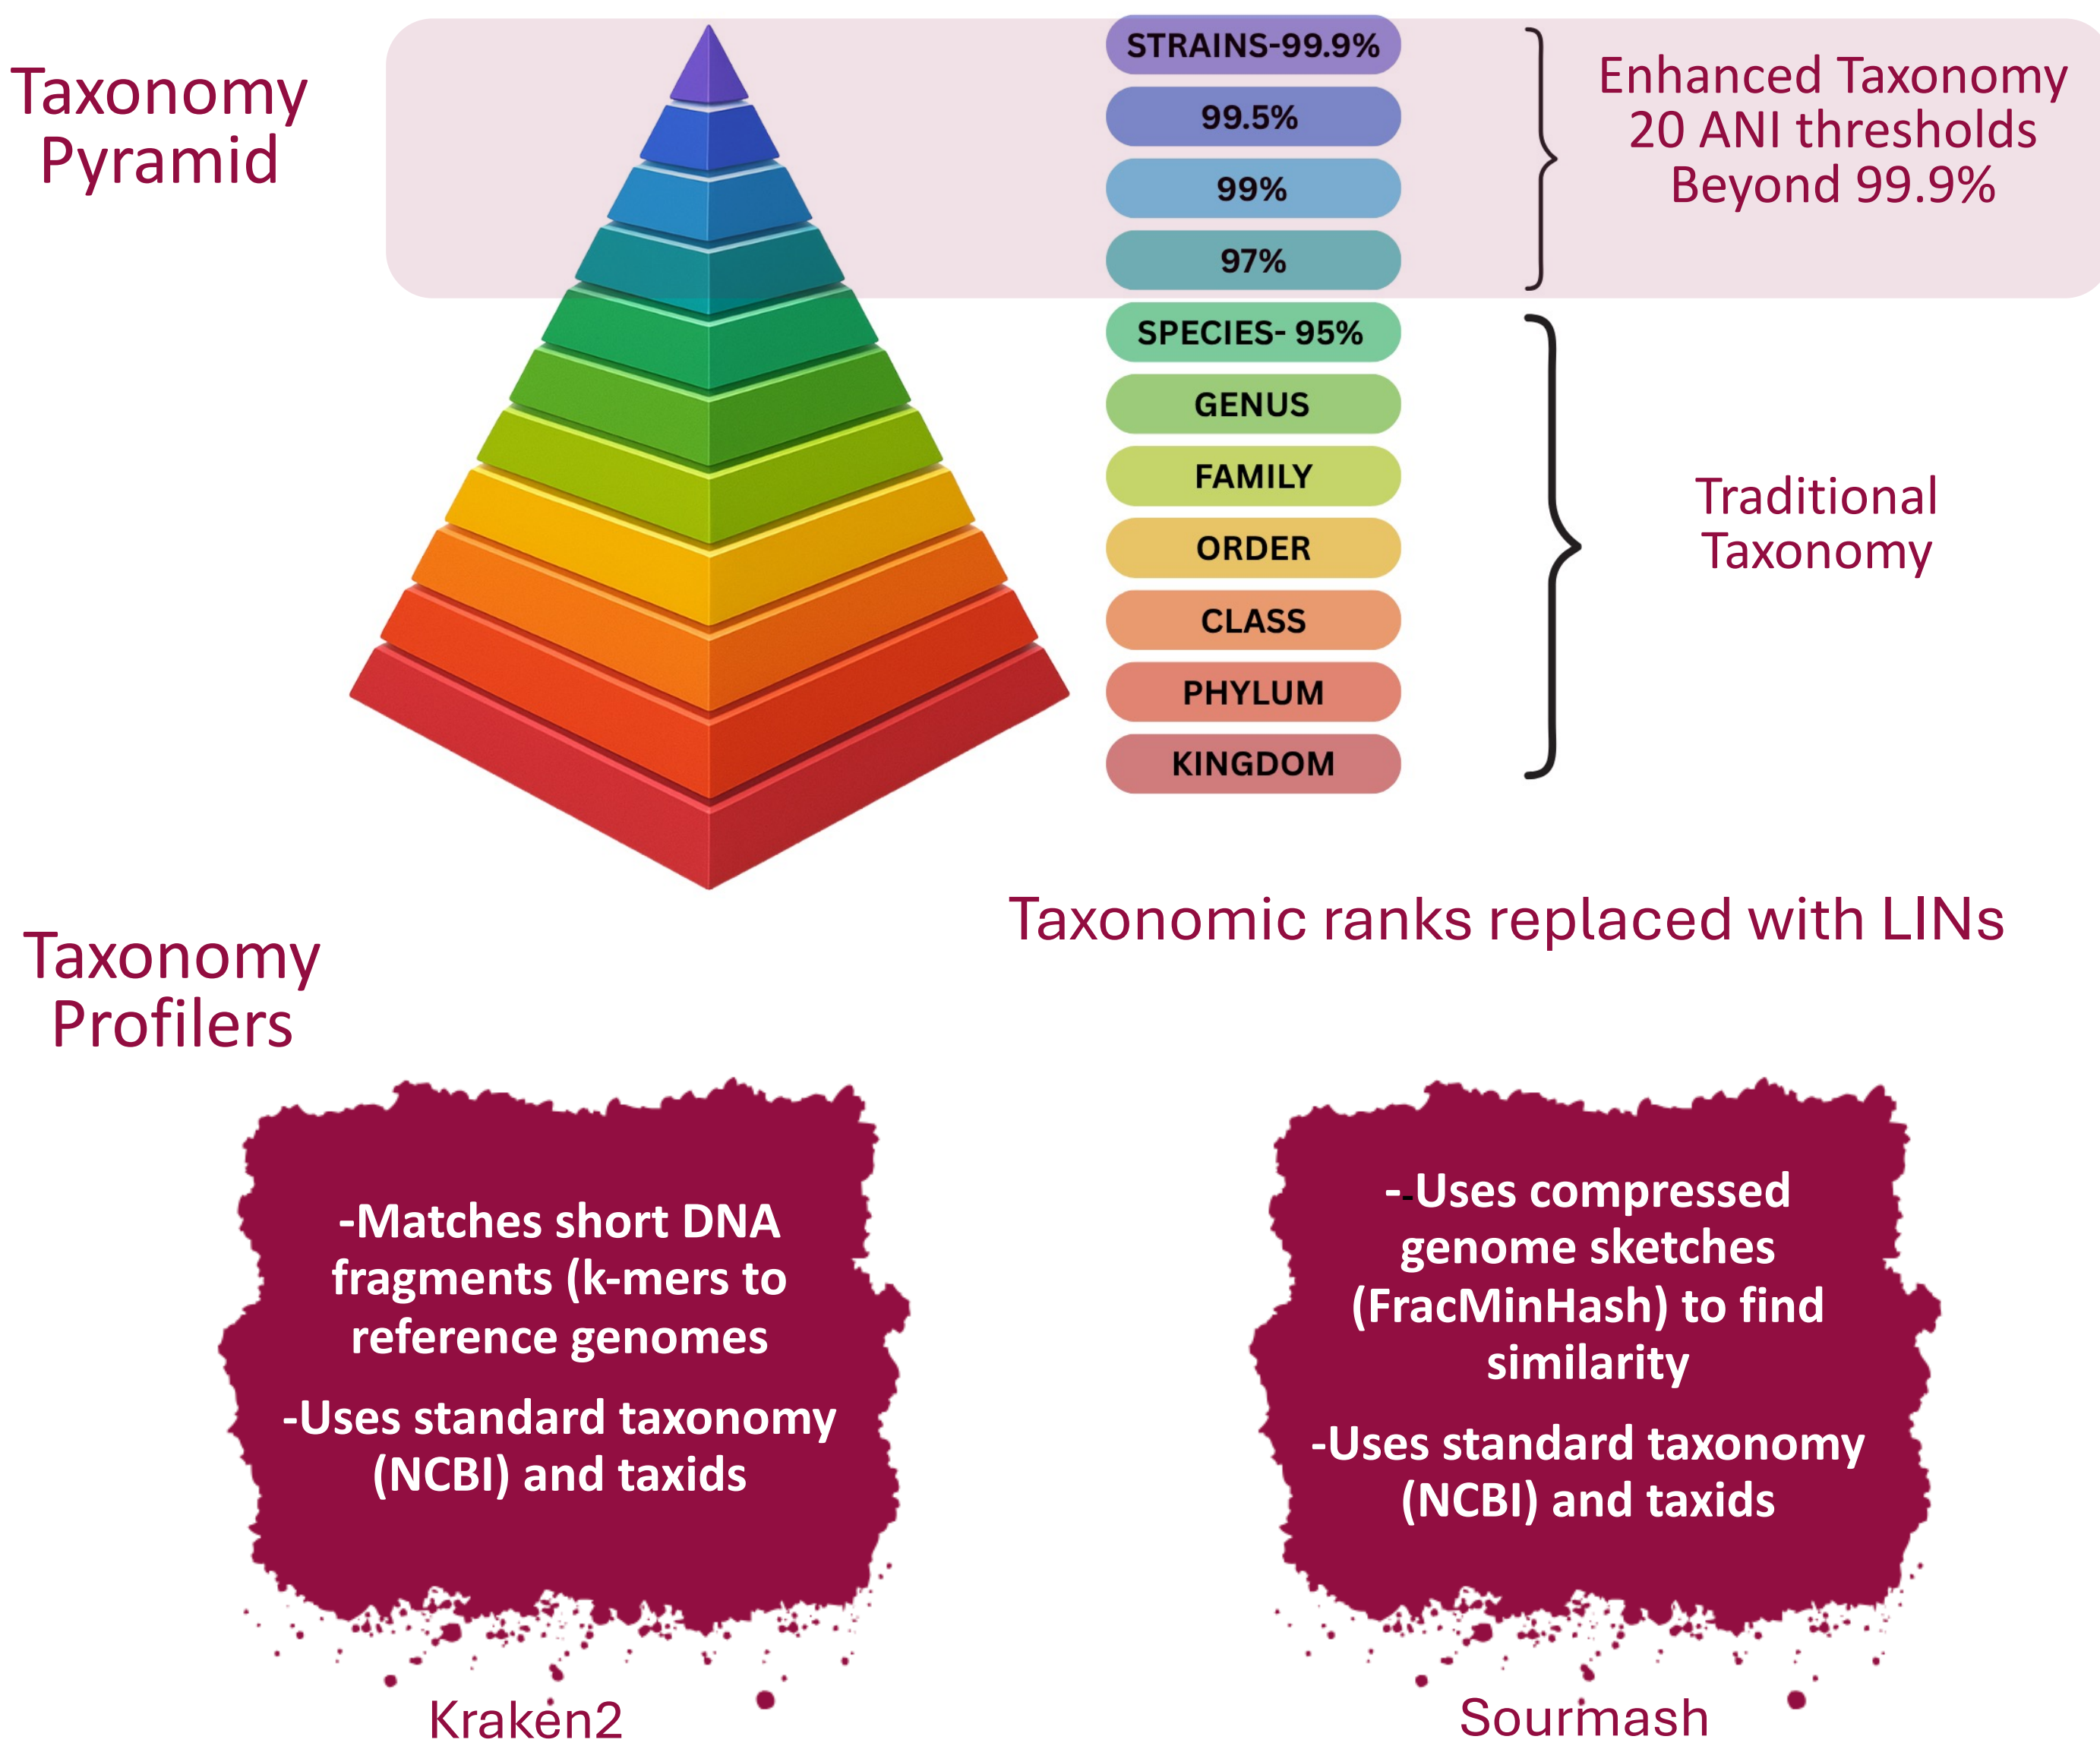 Taxonomy
Pyramid
STRAINS-99.9%
99.5%
99%
97%
SPECIES- 95%
GENUS
FAMILY
ORDER
CLASS
PHYLUM
KINGDOM
Enhanced Taxonomy
20 ANI thresholds
Beyond 99.9%
Traditional
Taxonomy
Taxonomic ranks replaced with LINs
Taxonomy
Profilers
-Matches short DNA
fragments (k-mers to
reference genomes
-Uses standard taxonomy
(NCBI) and taxids
Kraken2
--Uses compressed
genome sketches
(FracMinHash) to find
similarity
-Uses standard taxonomy
(NCBI) and taxids
Sourmash